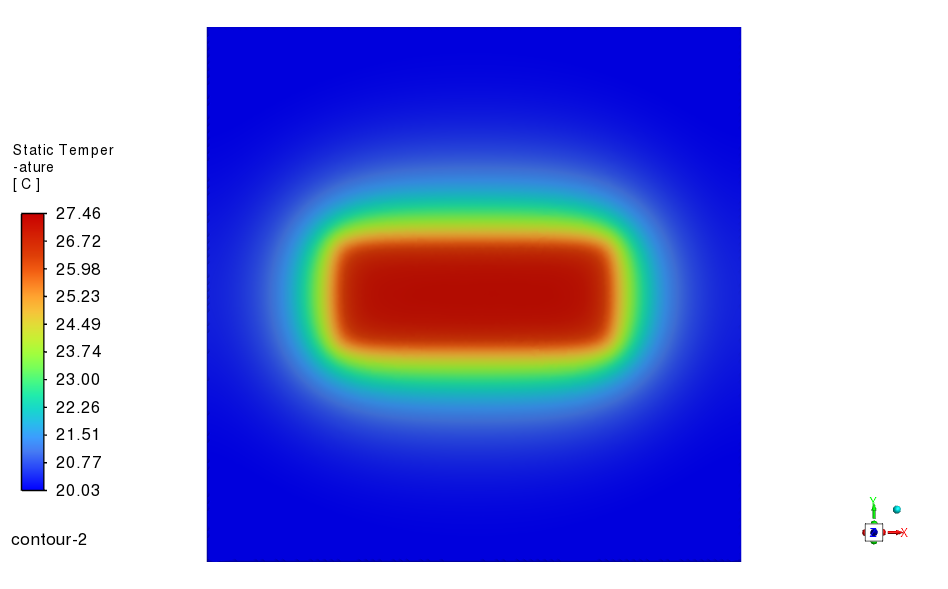 Static Temper
-ature
[ C ]
27.46
26.72
25.98
25.23
24.49
23.74
23.00
22.26
21.51
20.77
20.03
contour-2
Y
Z
X